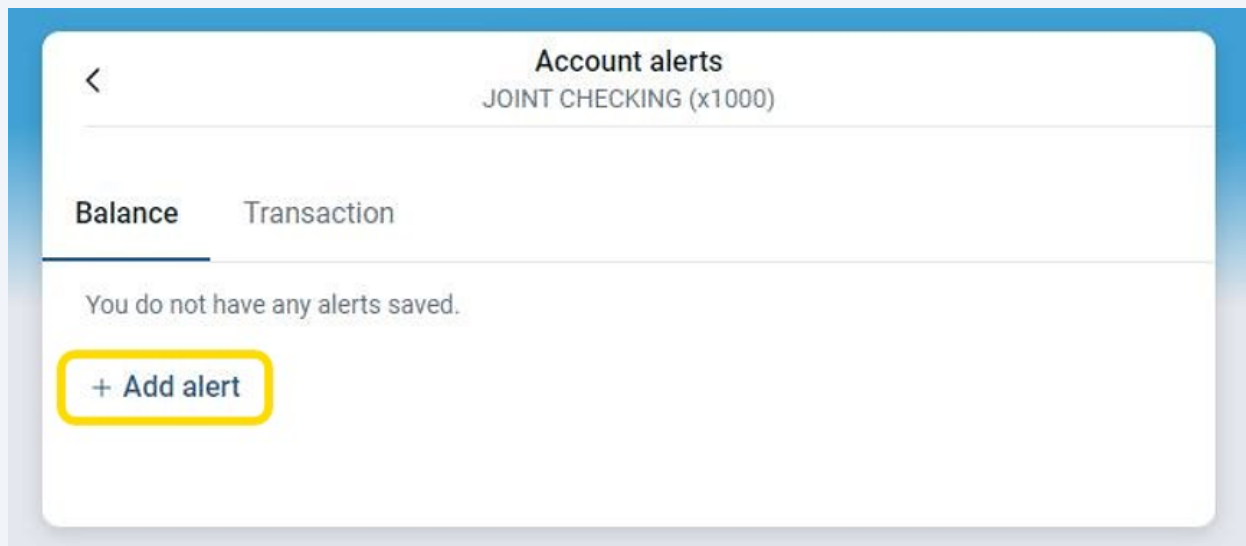 Account alerts
JOINT CHECKING (x1000)
Balance Transaction
You do not have any alerts saved.
+ Add alert